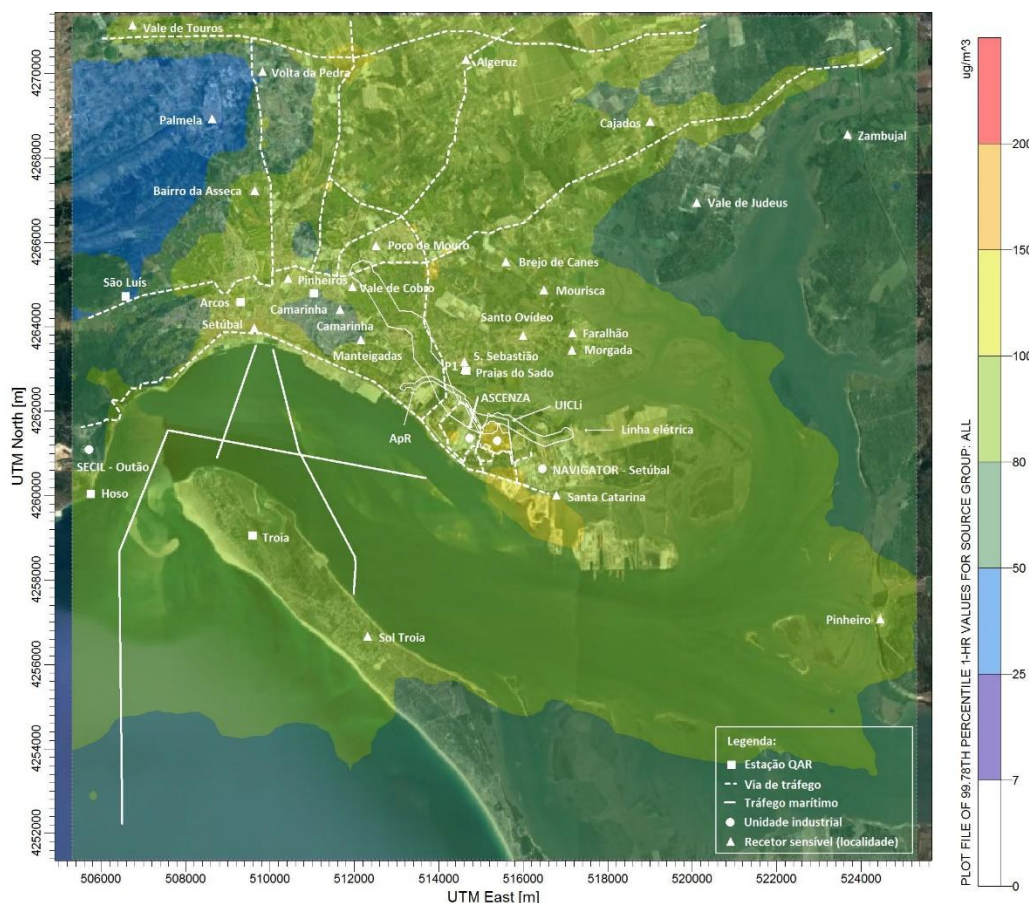 Vale de Touros
Volta da Pedra
Algeruz
Palmela
Cajados
Zambujal
Bairro da Asseca
Vale de Judeus
Poço de Mouro
Brejo de Canes
São Luís
Pinheiros
Vale de Cobro
Mourisca
Arcos
Camarinha
Camarinha
Santo Ovídeo
Setúbal
Faralhão
Manteigadas
Morgada
P1
S. Sebastião
Praias do Sado
ASCENZA
UICLi
ApR
Linha elétrica
SECIL - Outão
NAVIGATOR - Setúbal
Hoso
Santa Catarina
Troia
Pinheiro
Sol Troia
Legenda:
Estação QAR
Via de tráfego
Tráfego marítimo
Unidade industrial
Recetor sensível (localidade)
UTM North [m]
4270000
4268000
4266000
4264000
4262000
4260000
4258000
4256000
4254000
4252000
506000 508000 510000 512000 514000 516000 518000 520000 522000 524000
UTM East [m]
PLOT FILE OF 99.78TH PERCENTILE 1-HR VALUES FOR SOURCE GROUP: ALL
ug/m^3
200
150
100
80
50
25
7
0